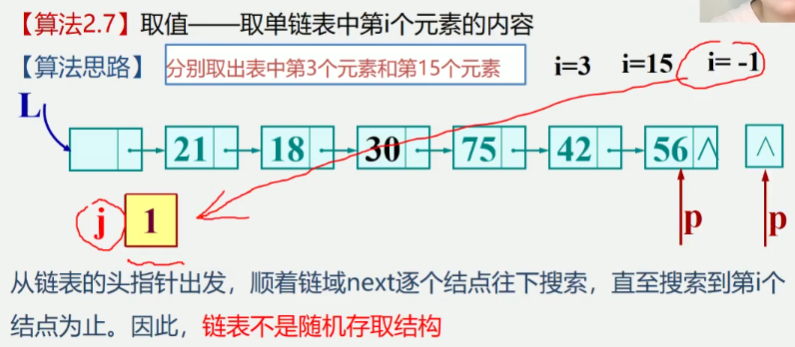 【算法2.7】取值——取单链表中第i个元素的内容
【算法思路】 分别取出表中第3个元素和第15个元素 i=3 i=15 i= -1
L
21 18 30 75 42 56 ∧ ∧
j 1 p p
从链表的头指针出发，顺着链域next逐个结点往下搜索，直至搜索到第i个
结点为止。因此，链表不是随机存取结构